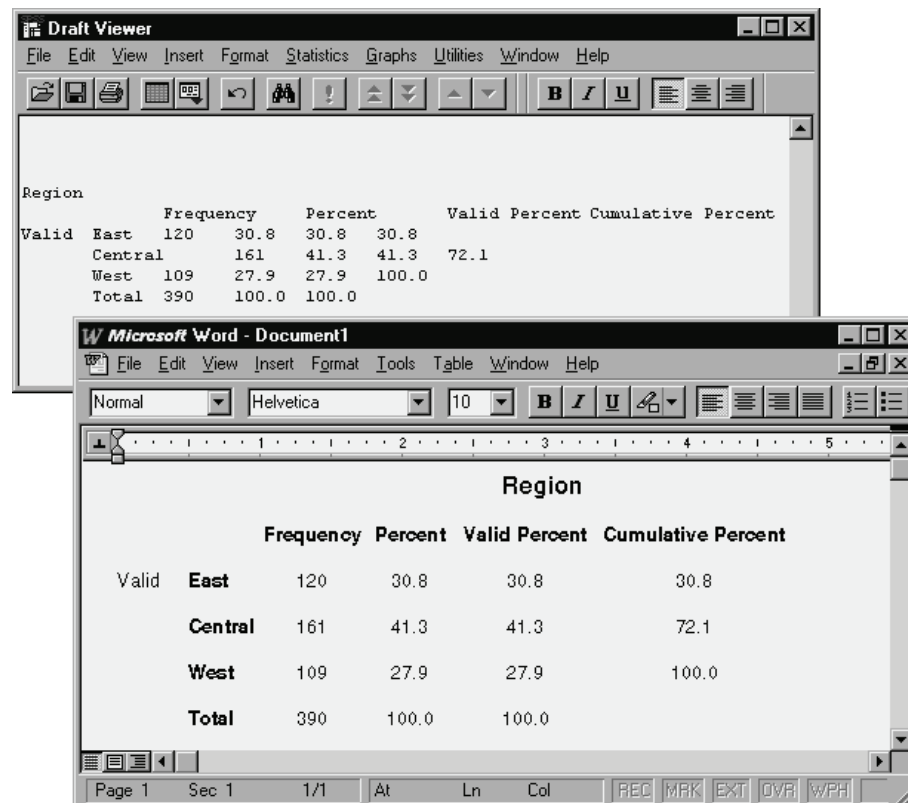 Draft Viewer
File Edit View Insert Format Statistics Graphs Utilities Window Help
B I U
Region
Frequency Percent Valid Percent Cumulative Percent
Valid East 120 30.8 30.8 30.8
Central 161 41.3 41.3 72.1
West 109 27.9 27.9 100.0
Total 390 100.0 100.0
W Microsoft Word - Document1
File Edit View Insert Format Tools Table Window Help
Normal Helvetica 10 B I U
1 2 3 4 5
Region
Frequency Percent Valid Percent Cumulative Percent
Valid East 120 30.8 30.8 30.8
Central 161 41.3 41.3 72.1
West 109 27.9 27.9 100.0
Total 390 100.0 100.0
Page 1 Sec 1 1/1 At Ln Col REC MRK EXT OVR WPH